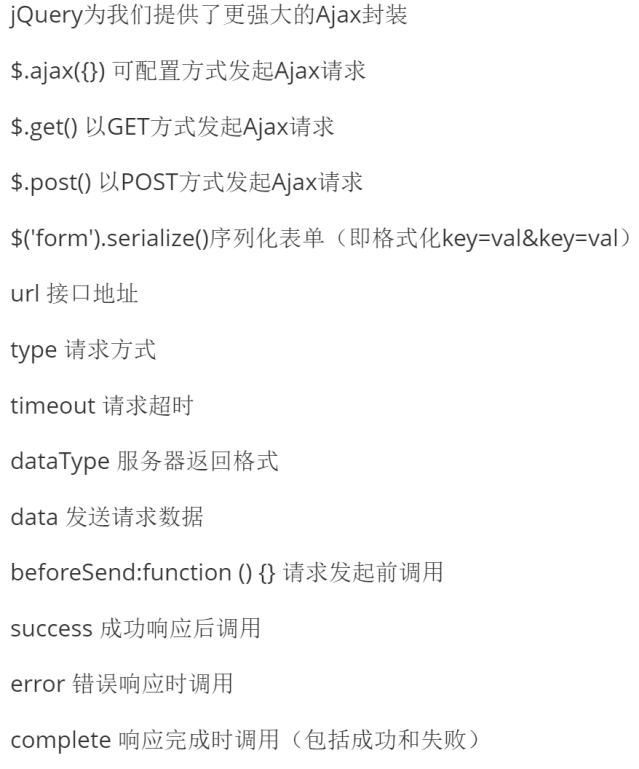 jQuery为我们提供了更强大的Ajax封装
$.ajax({}) 可配置方式发起Ajax请求
$.get() 以GET方式发起Ajax请求
$.post() 以POST方式发起Ajax请求
$('form').serialize()序列化表单（即格式化key=val&key=val）
url 接口地址
type 请求方式
timeout 请求超时
dataType 服务器返回格式
data 发送请求数据
beforeSend:function () {} 请求发起前调用
success 成功响应后调用
error 错误响应时调用
complete 响应完成时调用（包括成功和失败）